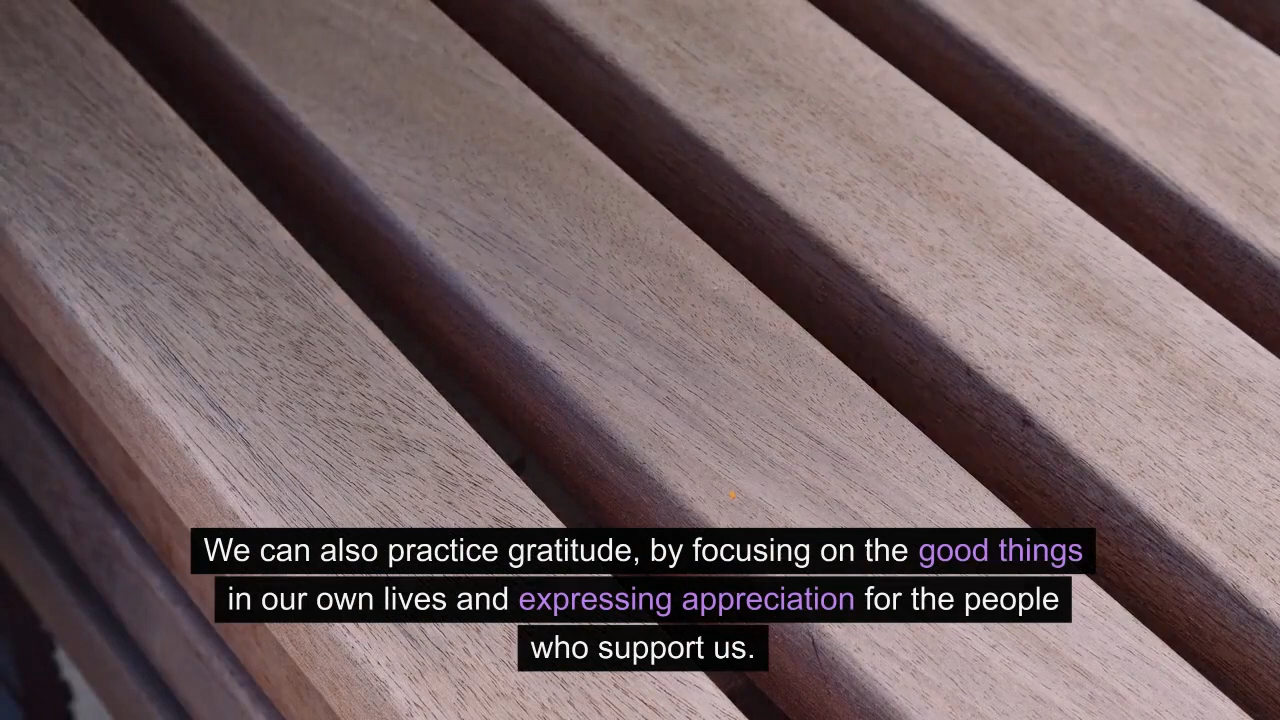 We can also practice gratitude, by focusing on the good things
in our own lives and expressing appreciation for the people
who support us.